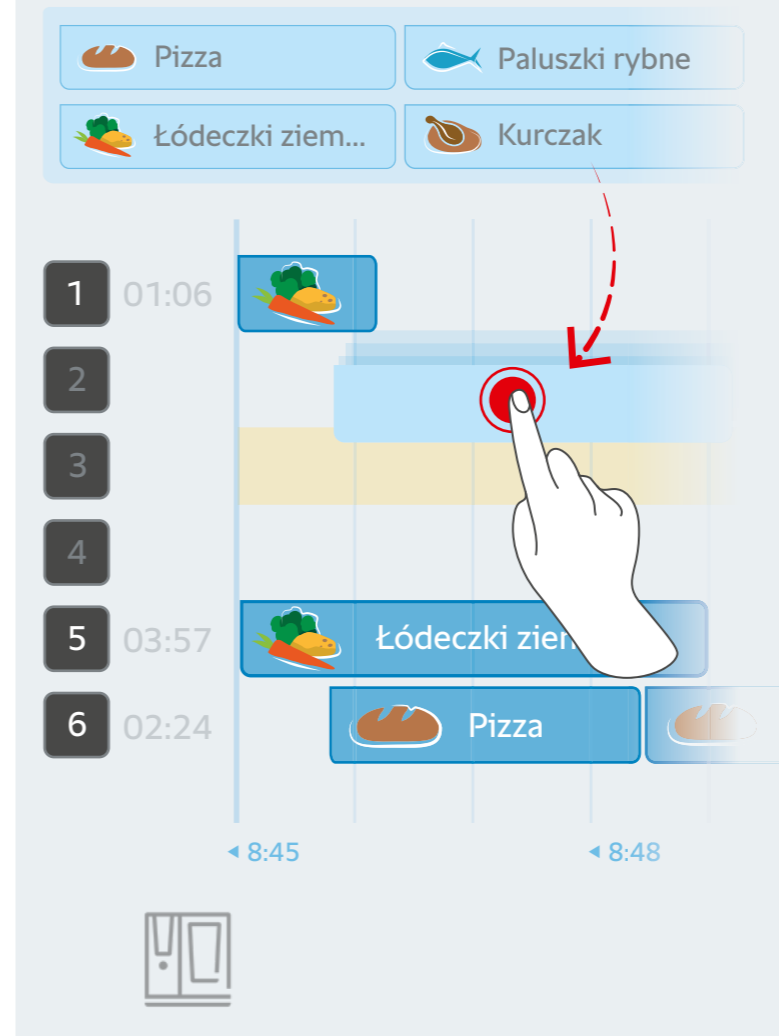 Pizza
Paluszki rybne
Łódeczki ziem...
Kurczak
1 01:06
2
3
4
5 03:57 Łódeczki zien
6 02:24 Pizza
◄ 8:45 ◄ 8:48